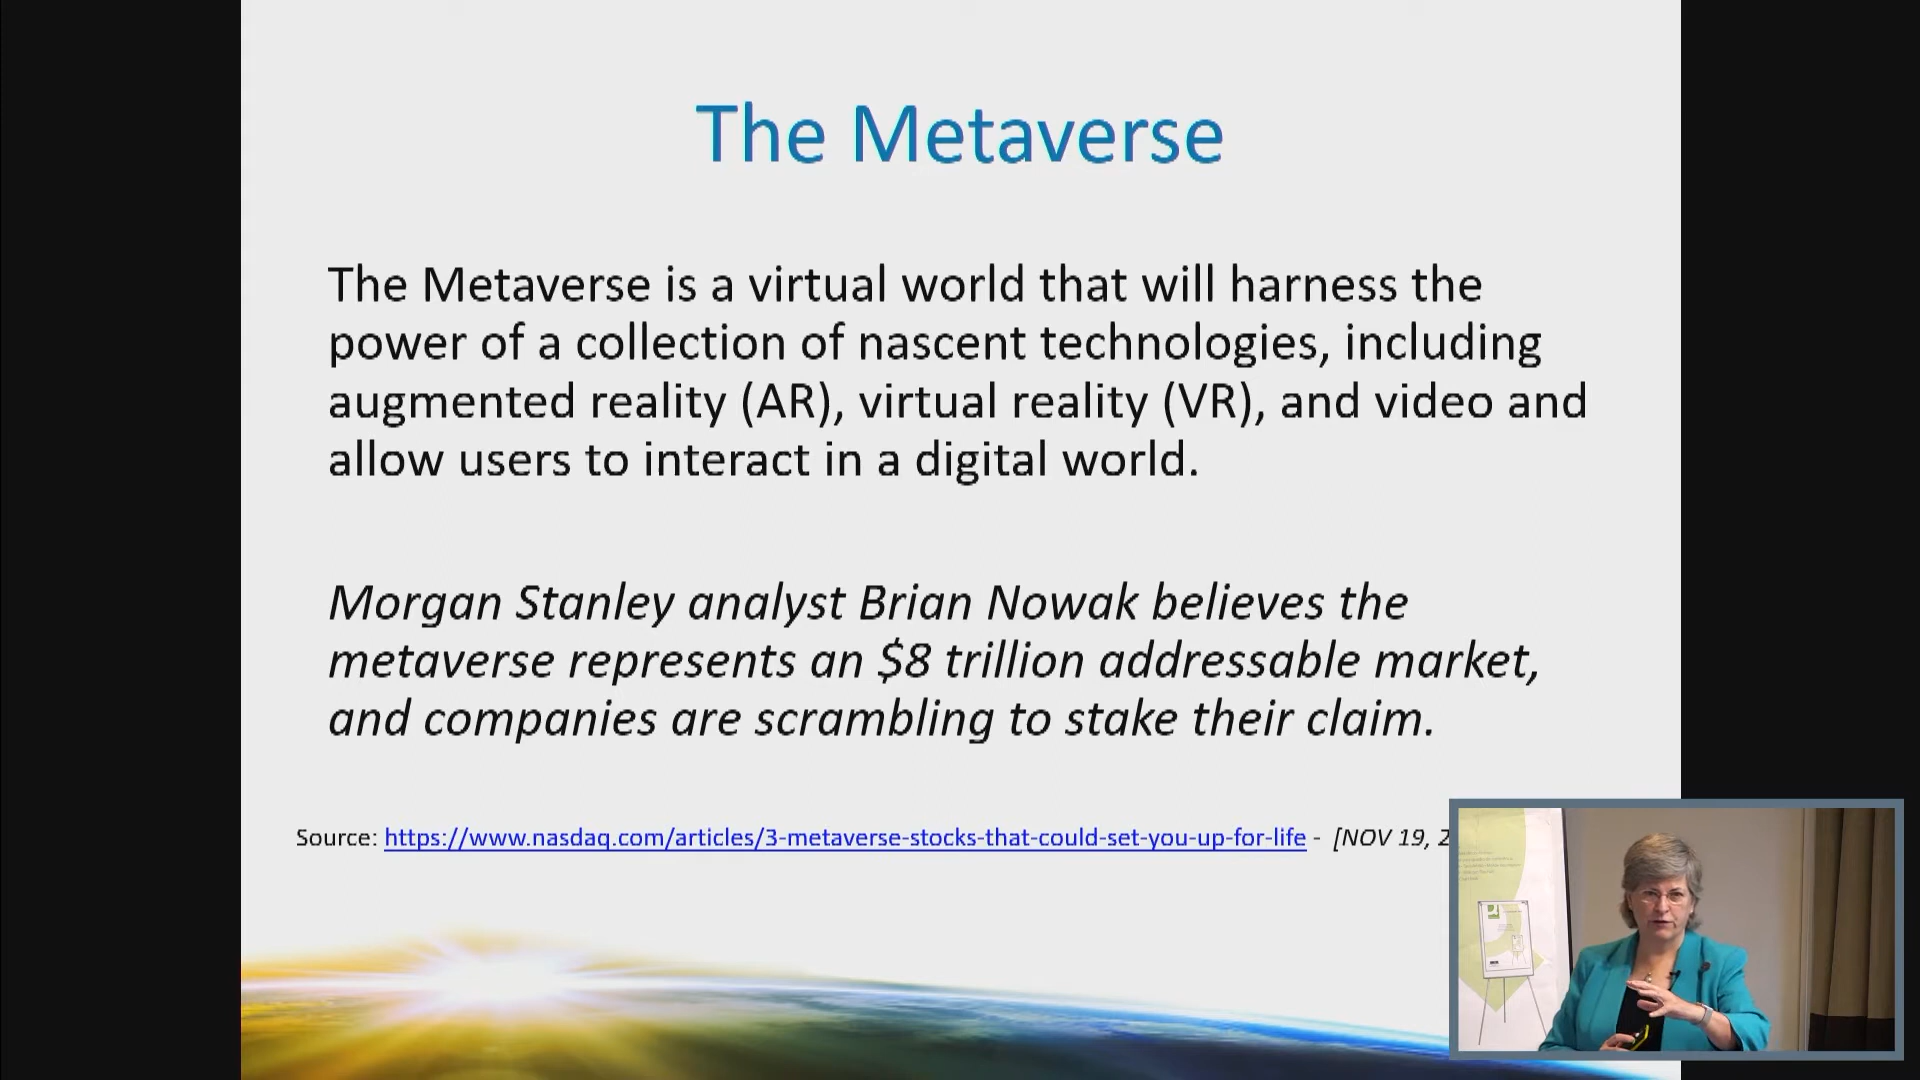 The Metaverse
The Metaverse is a virtual world that will harness the
power of a collection of nascent technologies, including
augmented reality (AR), virtual reality (VR), and video and
allow users to interact in a digital world.
Morgan Stanley analyst Brian Nowak believes the
metaverse represents an $8 trillion addressable market,
and companies are scrambling to stake their claim.
Source: https://www.nasdaq.com/articles/3-metaverse-stocks-that-could-set-you-up-for-life - [NOV 19, 2